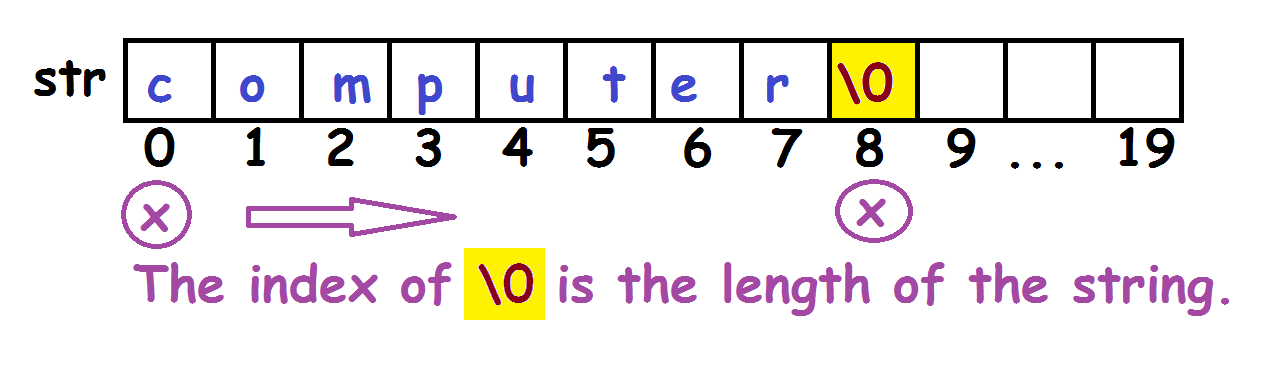 str c o m p u t e r \0
0 1 2 3 4 5 6 7 8 9 ... 19
x x
The index of \0 is the length of the string.